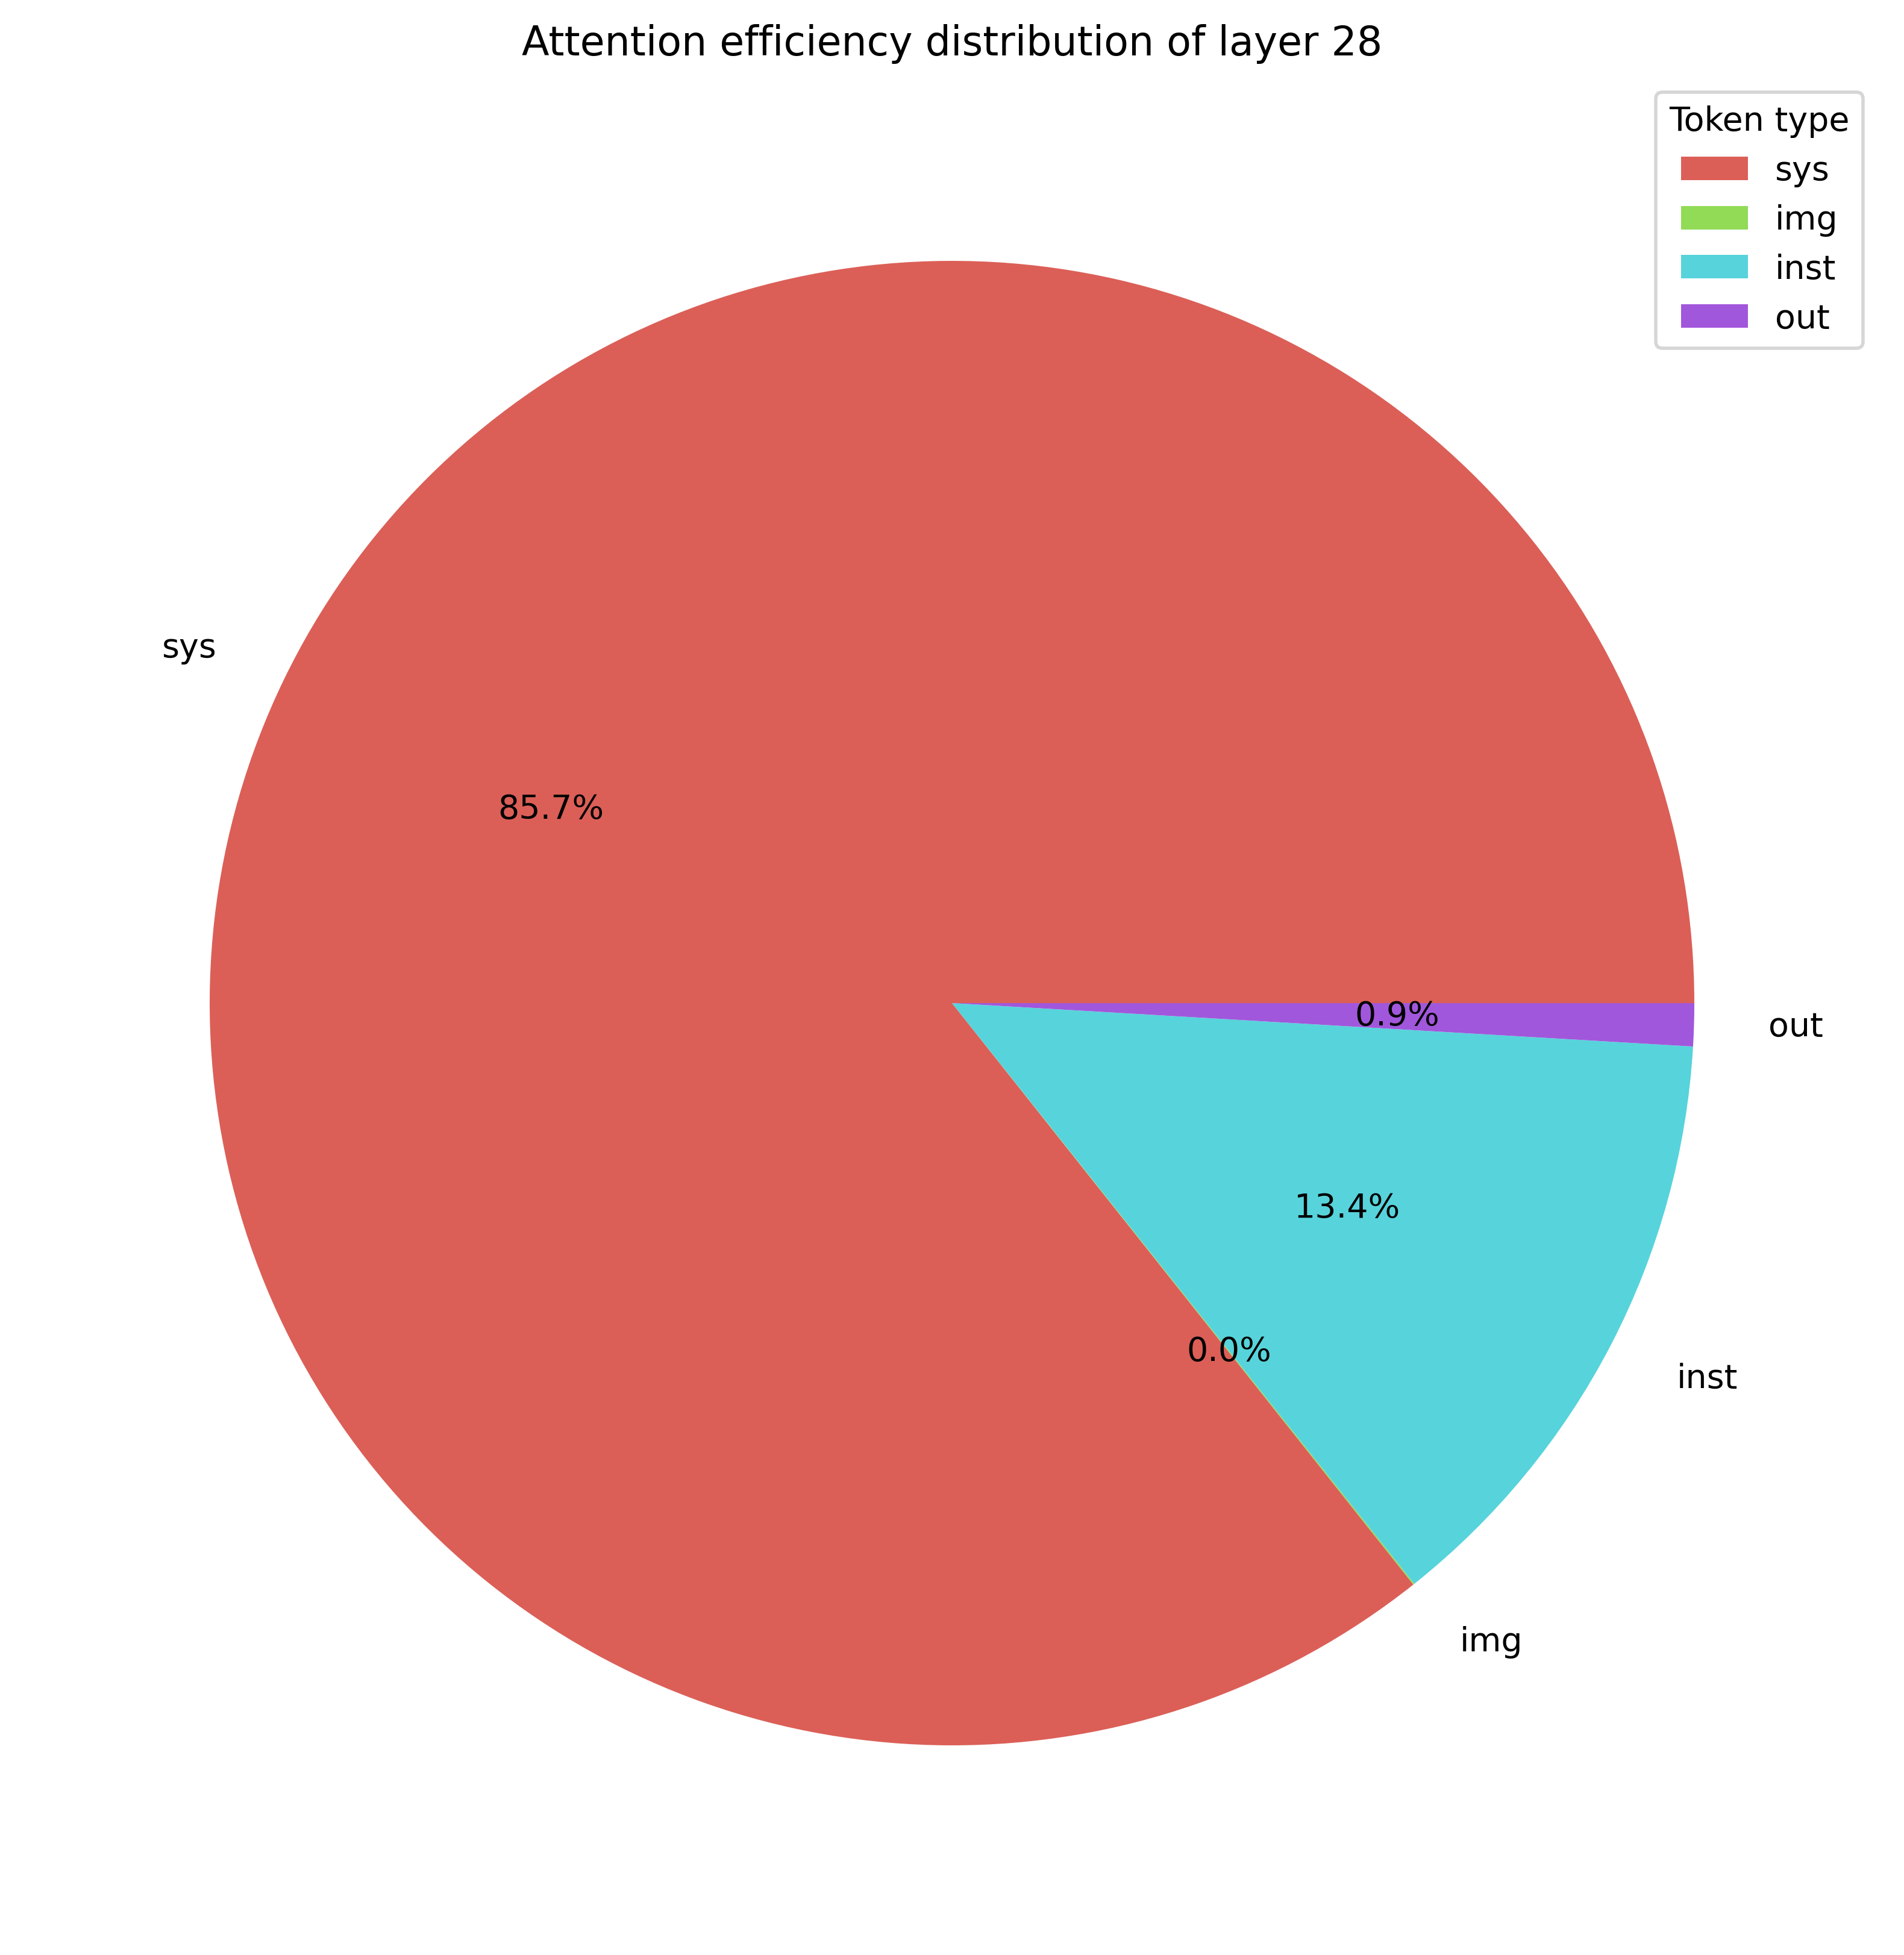 Attention efficiency distribution of layer 28
Token type
sys
img
inst
out
sys
85.7%
0.9%
out
13.4%
0.0%
inst
img